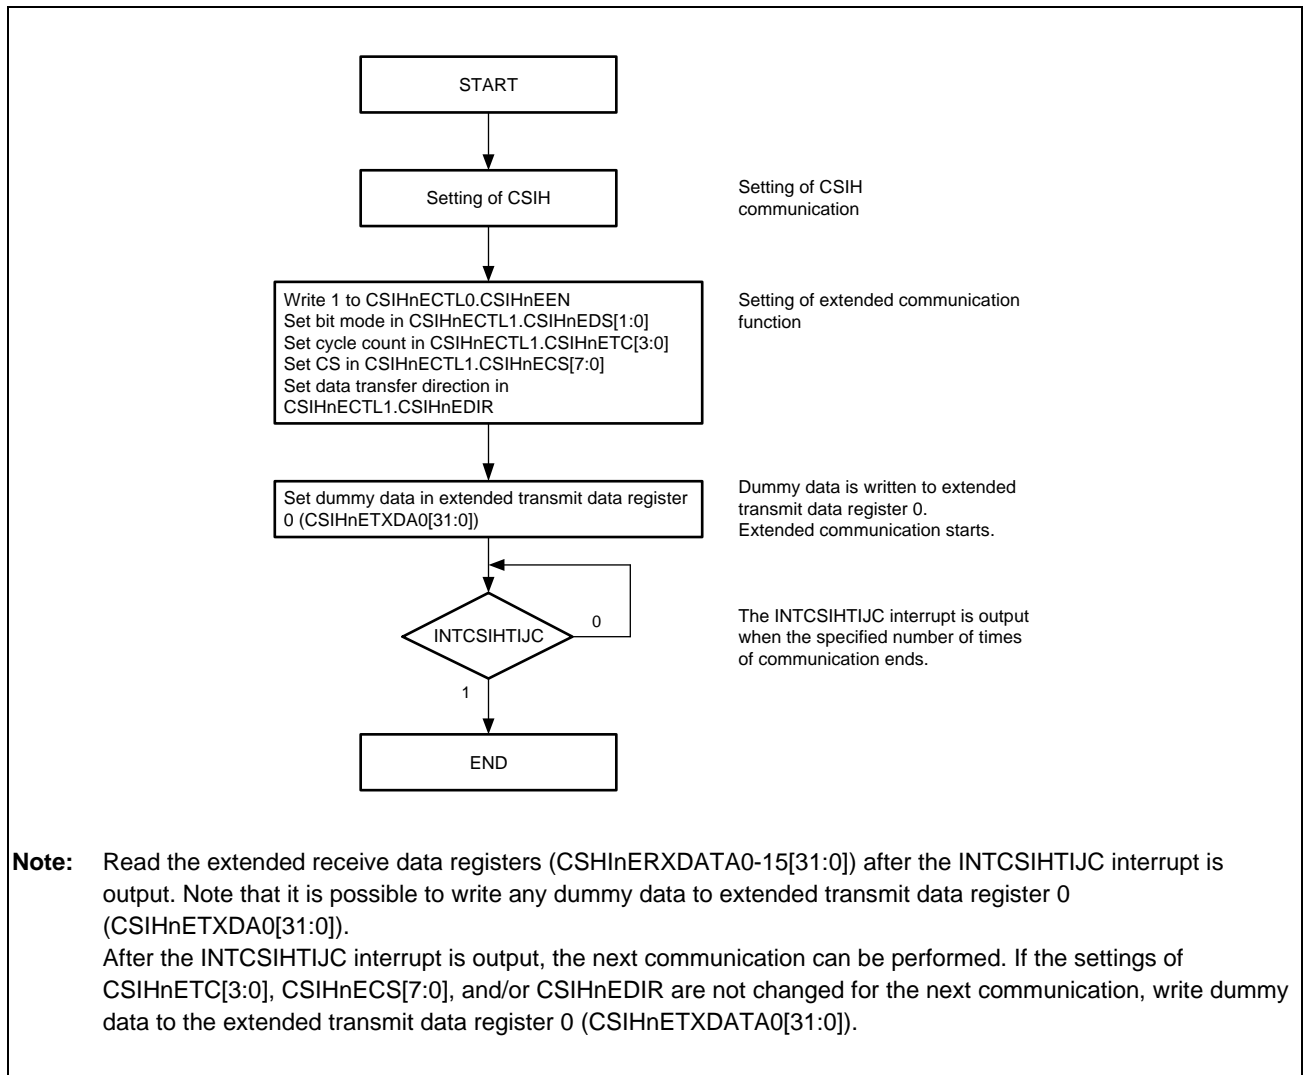 START
Setting of CSIH
Setting of CSIH
communication
Write 1 to CSIHnECTL0.CSIHnEEN
Set bit mode in CSIHnECTL1.CSIHnEDS[1:0]
Set cycle count in CSIHnECTL1.CSIHnETC[3:0]
Set CS in CSIHnECTL1.CSIHnECS[7:0]
Set data transfer direction in
CSIHnECTL1.CSIHnEDIR
Setting of extended communication
function
Set dummy data in extended transmit data register
0 (CSIHnETXDA0[31:0])
Dummy data is written to extended
transmit data register 0.
Extended communication starts.
INTCSIHTIJC
0
The INTCSIHTIJC interrupt is output
when the specified number of times
of communication ends.
1
END
Note: Read the extended receive data registers (CSHInERXDATA0-15[31:0]) after the INTCSIHTIJC interrupt is
output. Note that it is possible to write any dummy data to extended transmit data register 0
(CSIHnETXDA0[31:0]).
After the INTCSIHTIJC interrupt is output, the next communication can be performed. If the settings of
CSIHnETC[3:0], CSIHnECS[7:0], and/or CSIHnEDIR are not changed for the next communication, write dummy
data to the extended transmit data register 0 (CSIHnETXDATA0[31:0]).